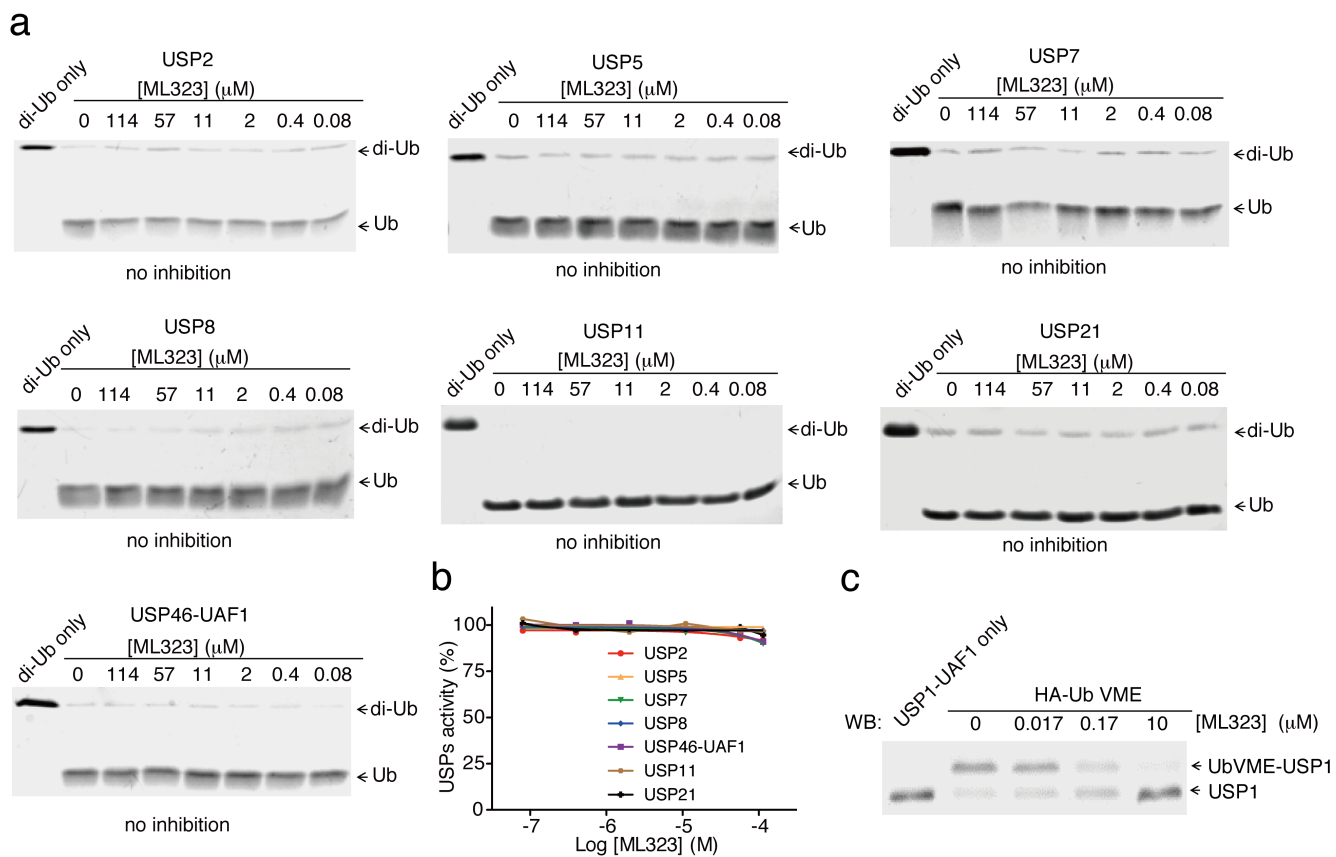 a
USP2
di-Ub only
[ML323] (μM)
0 114 57 11 2 0.4 0.08
di-Ub
Ub
no inhibition
USP5
di-Ub only
[ML323] (μM)
0 114 57 11 2 0.4 0.08
di-Ub
Ub
no inhibition
USP7
di-Ub only
[ML323] (μM)
0 114 57 11 2 0.4 0.08
di-Ub
Ub
no inhibition
USP8
di-Ub only
[ML323] (μM)
0 114 57 11 2 0.4 0.08
di-Ub
Ub
no inhibition
USP11
di-Ub only
[ML323] (μM)
0 114 57 11 2 0.4 0.08
di-Ub
Ub
no inhibition
USP21
di-Ub only
[ML323] (μM)
0 114 57 11 2 0.4 0.08
di-Ub
Ub
no inhibition
USP46-UAF1
di-Ub only
[ML323] (μM)
0 114 57 11 2 0.4 0.08
di-Ub
Ub
no inhibition
b
USPs activity (%)
100
75
50
25
0
USP2
USP5
USP7
USP8
USP46-UAF1
USP11
USP21
-7 -6 -5 -4
Log [ML323] (M)
c
USP1-UAF1 only
HA-Ub VME
WB: 0 0.017 0.17 10 [ML323] (μM)
UbVME-USP1
USP1